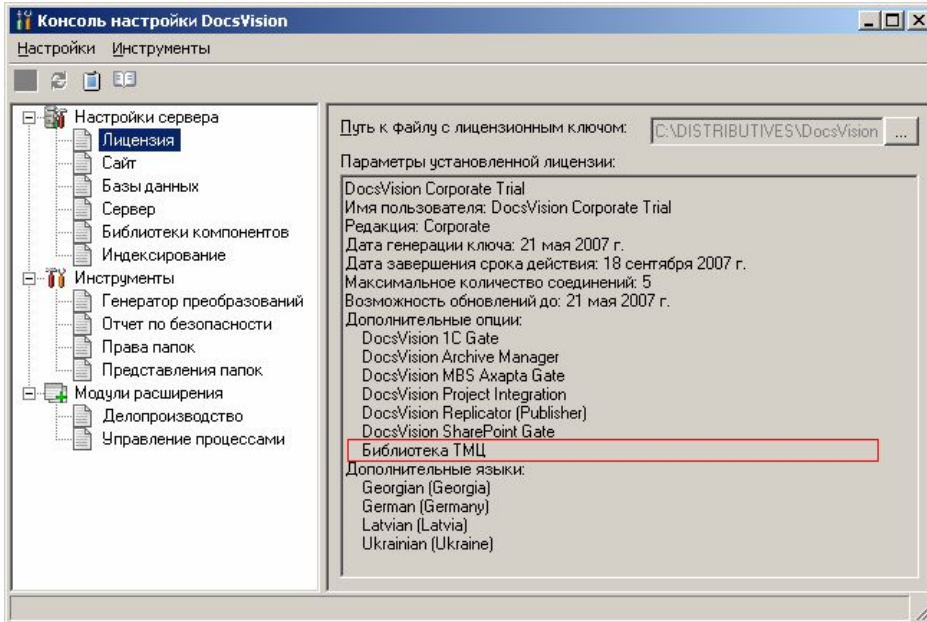 Консоль настройки DocsVision
Настройки Инструменты
Настройки сервера
Лицензия
Сайт
Базы данных
Сервер
Библиотеки компонентов
Индексирование
Инструменты
Генератор преобразований
Отчет по безопасности
Права папок
Представления папок
Модули расширения
Делопроизводство
Управление процессами
Путь к файлу с лицензионным ключом: C:\DISTRIBUTIVES\DocsVision ...
Параметры установленной лицензии:
DocsVision Corporate Trial
Имя пользователя: DocsVision Corporate Trial
Редакция: Corporate
Дата генерации ключа: 21 мая 2007 г.
Дата завершения срока действия: 18 сентября 2007 г.
Максимальное количество соединений: 5
Возможность обновлений до: 21 мая 2007 г.
Дополнительные опции:
DocsVision 1C Gate
DocsVision Archive Manager
DocsVision MBS Axapta Gate
DocsVision Project Integration
DocsVision Replicator (Publisher)
DocsVision SharePoint Gate
Библиотека ТМЦ
Дополнительные языки:
Georgian (Georgia)
German (Germany)
Latvian (Latvia)
Ukrainian (Ukraine)